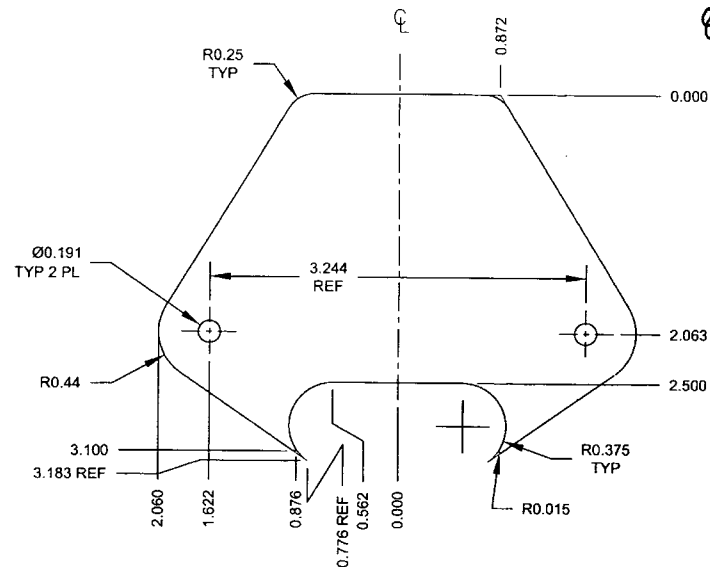 CL
0.872
R0.25
TYP
0.000
Ø0.191
TYP 2 PL
3.244
REF
2.063
R0.44
2.500
3.100
3.183 REF
R0.375
TYP
R0.015
2.060
1.622
0.876
0.776 REF
0.562
0.000